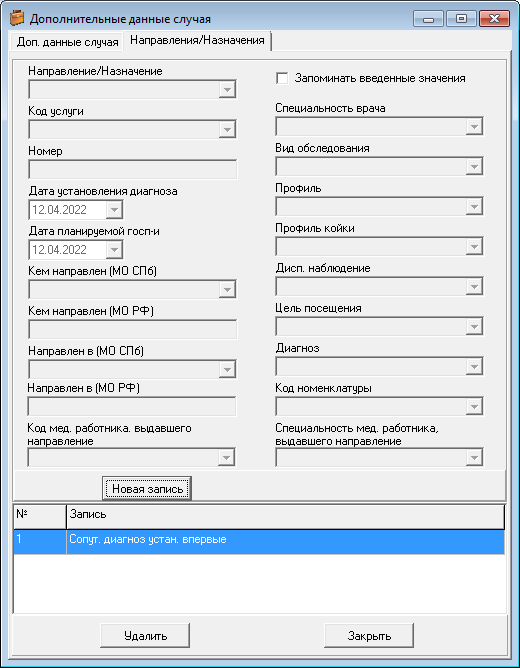 Дополнительные данные случая
Доп. данные случая
Направления/Назначения
Направление/Назначение
Код услуги
Номер
Дата установления диагноза
12.04.2022
Дата планируемой госп-и
12.04.2022
Кем направлен (МО СПб)
Кем направлен (МО РФ)
Направлен в (МО СПб)
Направлен в (МО РФ)
Код мед. работника. выдавшего
направление
Запоминать введенные значения
Специальность врача
Вид обследования
Профиль
Профиль койки
Дисп. наблюдение
Цель посещения
Диагноз
Код номенклатуры
Специальность мед. работника,
выдавшего направление
Новая запись
№ Запись
1 Сопут. диагноз устан. впервые
Удалить
Закрыть